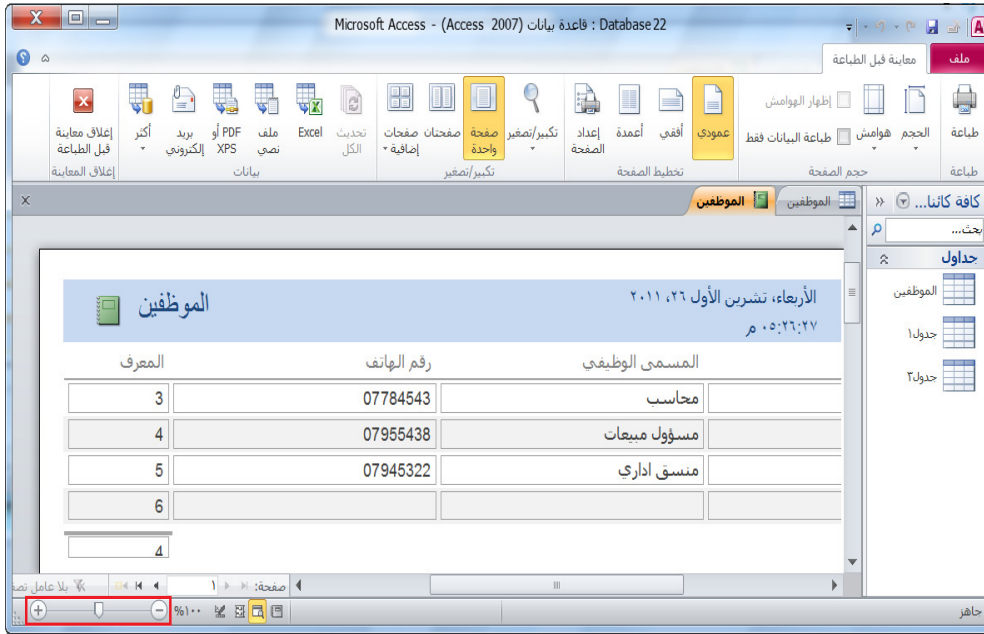 Database22 : قاعدة بيانات (Access 2007) - Microsoft Access
ملف
معاينة قبل الطباعة
طباعة
الحجم
هوامش
إظهار الهوامش
طباعة البيانات فقط
عمودي
أفقي
أعمدة
إعداد الصفحة
تكبير/تصغير
صفحة واحدة
صفحتان
صفحات إضافية
تحديث الكل
Excel
ملف نصي
PDF أو XPS
بريد إلكتروني
أكثر
إغلاق معاينة قبل الطباعة
طباعة
حجم الصفحة
تخطيط الصفحة
تكبير/تصغير
بيانات
إغلاق المعاينة
كافة كائنا...
الموظفين
الموظفين
بحث...
جداول
الموظفين
جدول١
جدول٣
الأربعاء، تشرين الأول ٢٦، ٢٠١١
٠٥:٢٦:٢٧ م
الموظفين
المسمى الوظيفي
رقم الهاتف
المعرف
محاسب 07784543 3
مسؤول مبيعات 07955438 4
منسق اداري 07945322 5
6
4
صفحة: ١
بلا عامل تصف
جاهز
%١٠٠